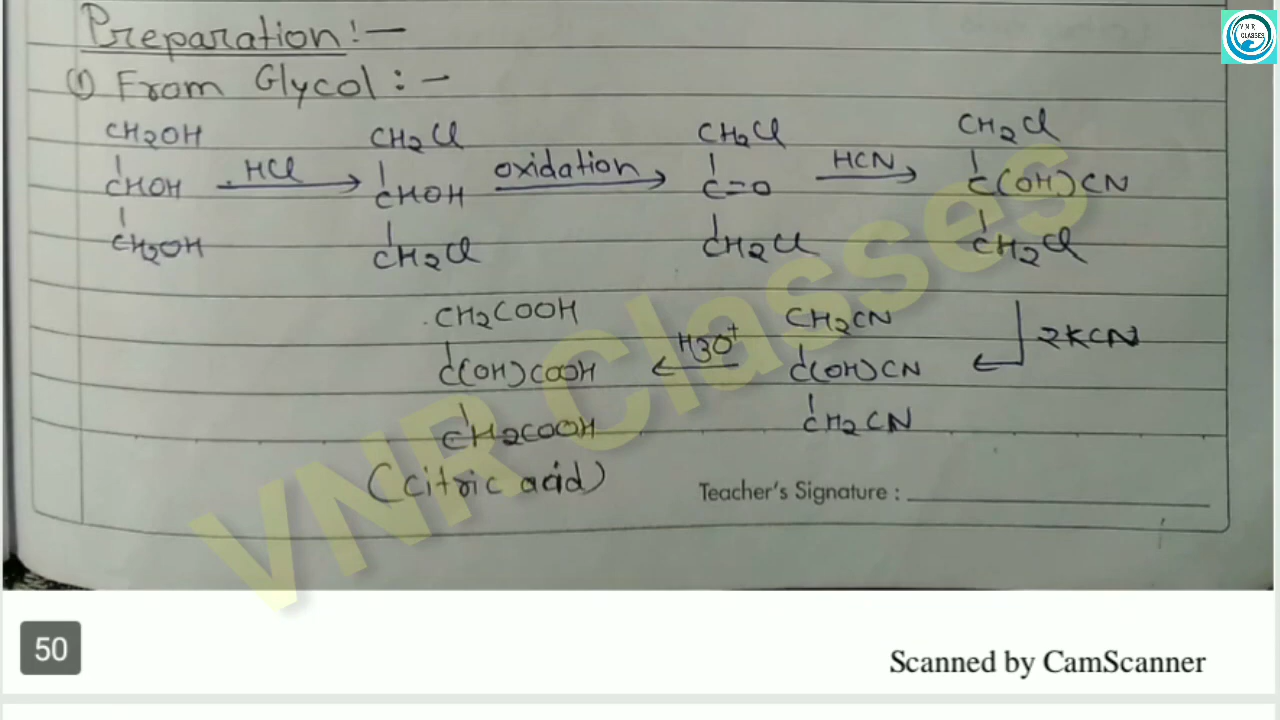 Preparation:-
① From Glycol:-
CH2OH CH2Cl CH2Cl CH2Cl
CHOH HCl CHOH oxidation C=O HCN C(OH)CN
CH2OH CH2Cl CH2Cl CH2Cl
CH2COOH CH2CN 2KCN
C(OH)COOH H3O+ C(OH)CN
CH2COOH CH2CN
(Citric acid)
Teacher's Signature :
VNR Classes
VNR
CLASSES
50
Scanned by CamScanner